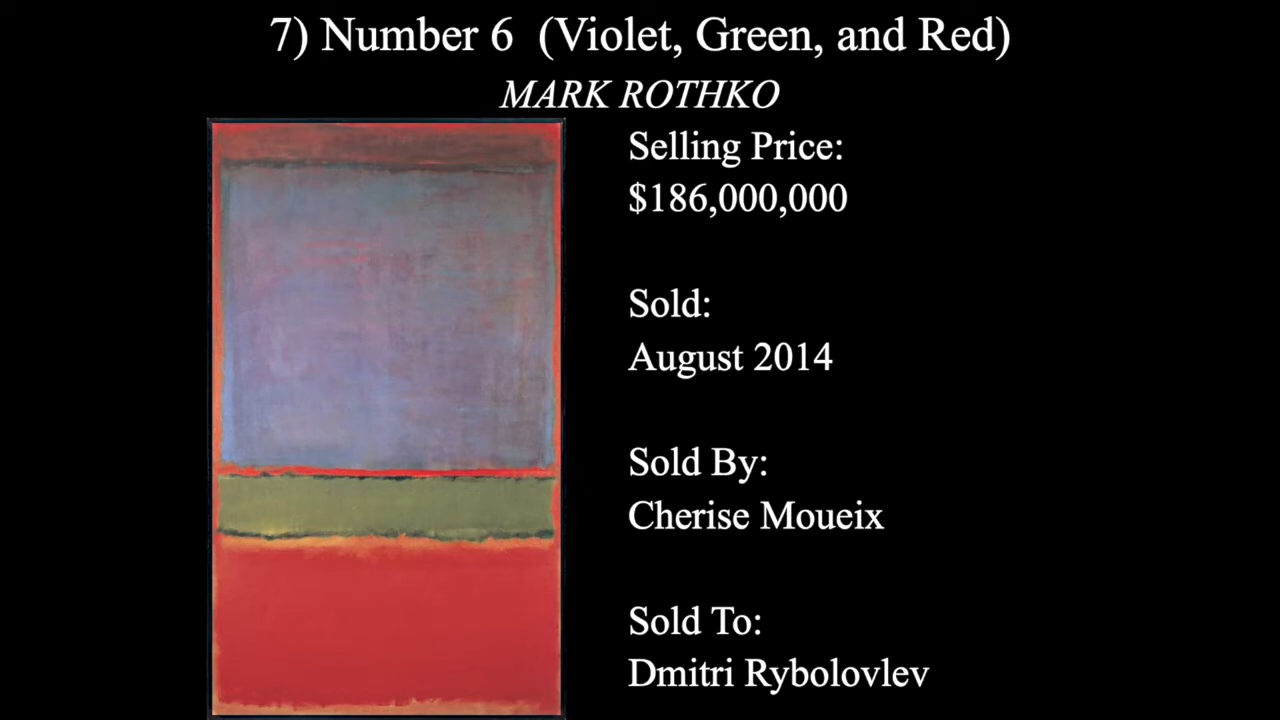 7) Number 6 (Violet, Green, and Red)
MARK ROTHKO
Selling Price:
$186,000,000
Sold:
August 2014
Sold By:
Cherise Moueix
Sold To:
Dmitri Rybolovlev